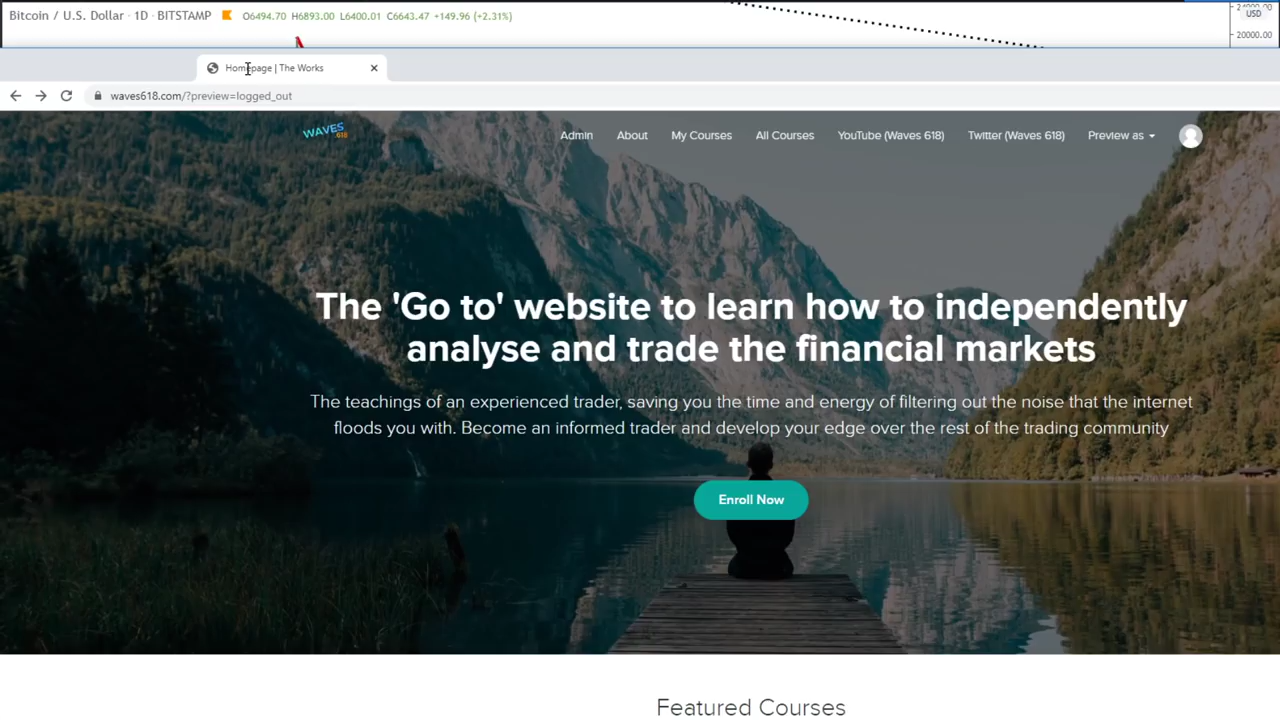 Bitcoin / U.S. Dollar · 1D · BITSTAMP O6494.70 H6893.00 L6400.01 C6643.47 +149.96 (+2.31%)
24000.00
USD
20000.00
Homepage | The Works
waves618.com/?preview=logged_out
WAVES
618
Admin About My Courses All Courses YouTube (Waves 618) Twitter (Waves 618) Preview as
The 'Go to' website to learn how to independently
analyse and trade the financial markets
The teachings of an experienced trader, saving you the time and energy of filtering out the noise that the internet
floods you with. Become an informed trader and develop your edge over the rest of the trading community
Enroll Now
Featured Courses